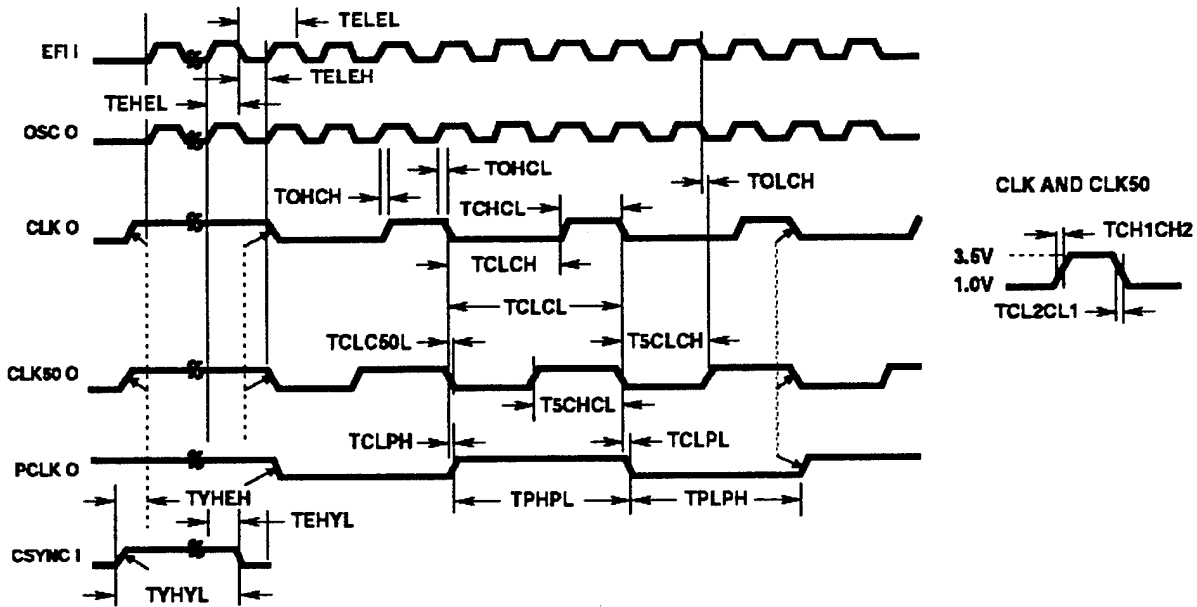 TELEL
EFI I
TELEH
TEHEL
OSC O
TOHCL
TOLCH
TOHCH
TCHCL
CLK O
TCLCH
TCLCL
TCLC50L
T5CLCH
CLK50 O
T5CHCL
TCLPH
TCLPL
PCLK O
TYHEH
TPHPL
TPLPH
TEHYL
CSYNC I
TYHYL
CLK AND CLK50
TCH1CH2
3.5V
1.0V
TCL2CL1